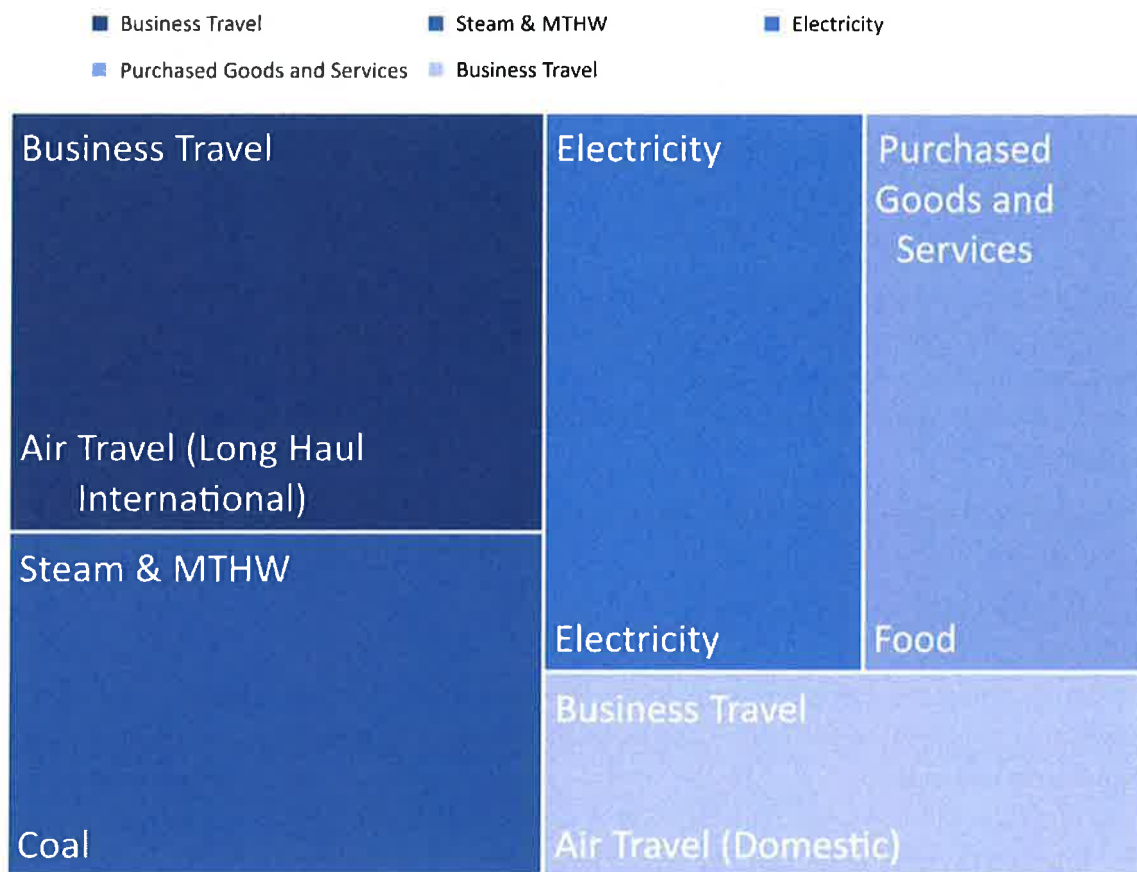 Business Travel
Steam & MTHW
Electricity
Purchased Goods and Services
Business Travel
Business Travel
Air Travel (Long Haul
International)
Steam & MTHW
Coal
Electricity
Electricity
Purchased
Goods and
Services
Food
Business Travel
Air Travel (Domestic)